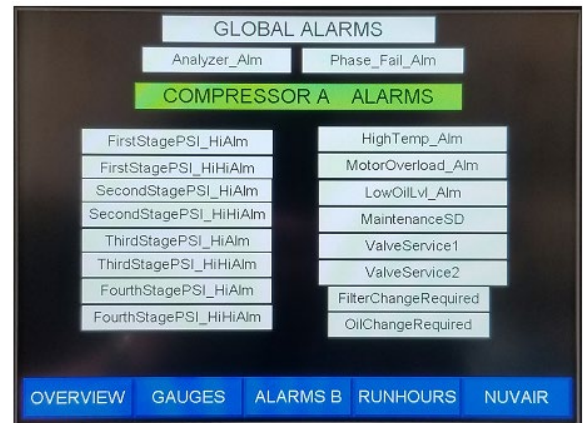 GLOBAL ALARMS
Analyzer_Alm
Phase_Fail_Alm
COMPRESSOR A ALARMS
FirstStagePSI_HiAlm
FirstStagePSI_HiHiAlm
SecondStagePSI_HiAlm
SecondStagePSI_HiHiAlm
ThirdStagePSI_HiAlm
ThirdStagePSI_HiHiAlm
FourthStagePSI_HiAlm
FourthStagePSI_HiHiAlm
HighTemp_Alm
MotorOverload_Alm
LowOilLvl_Alm
MaintenanceSD
ValveService1
ValveService2
FilterChangeRequired
OilChangeRequired
OVERVIEW
GAUGES
ALARMS B
RUNHOURS
NUVAIR